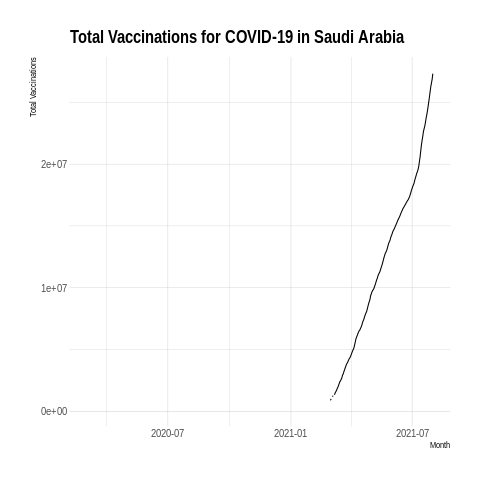 Total Vaccinations for COVID-19 in Saudi Arabia
Total Vaccinations
2e+07
1e+07
0e+00
2020-07 2021-01 2021-07
Month